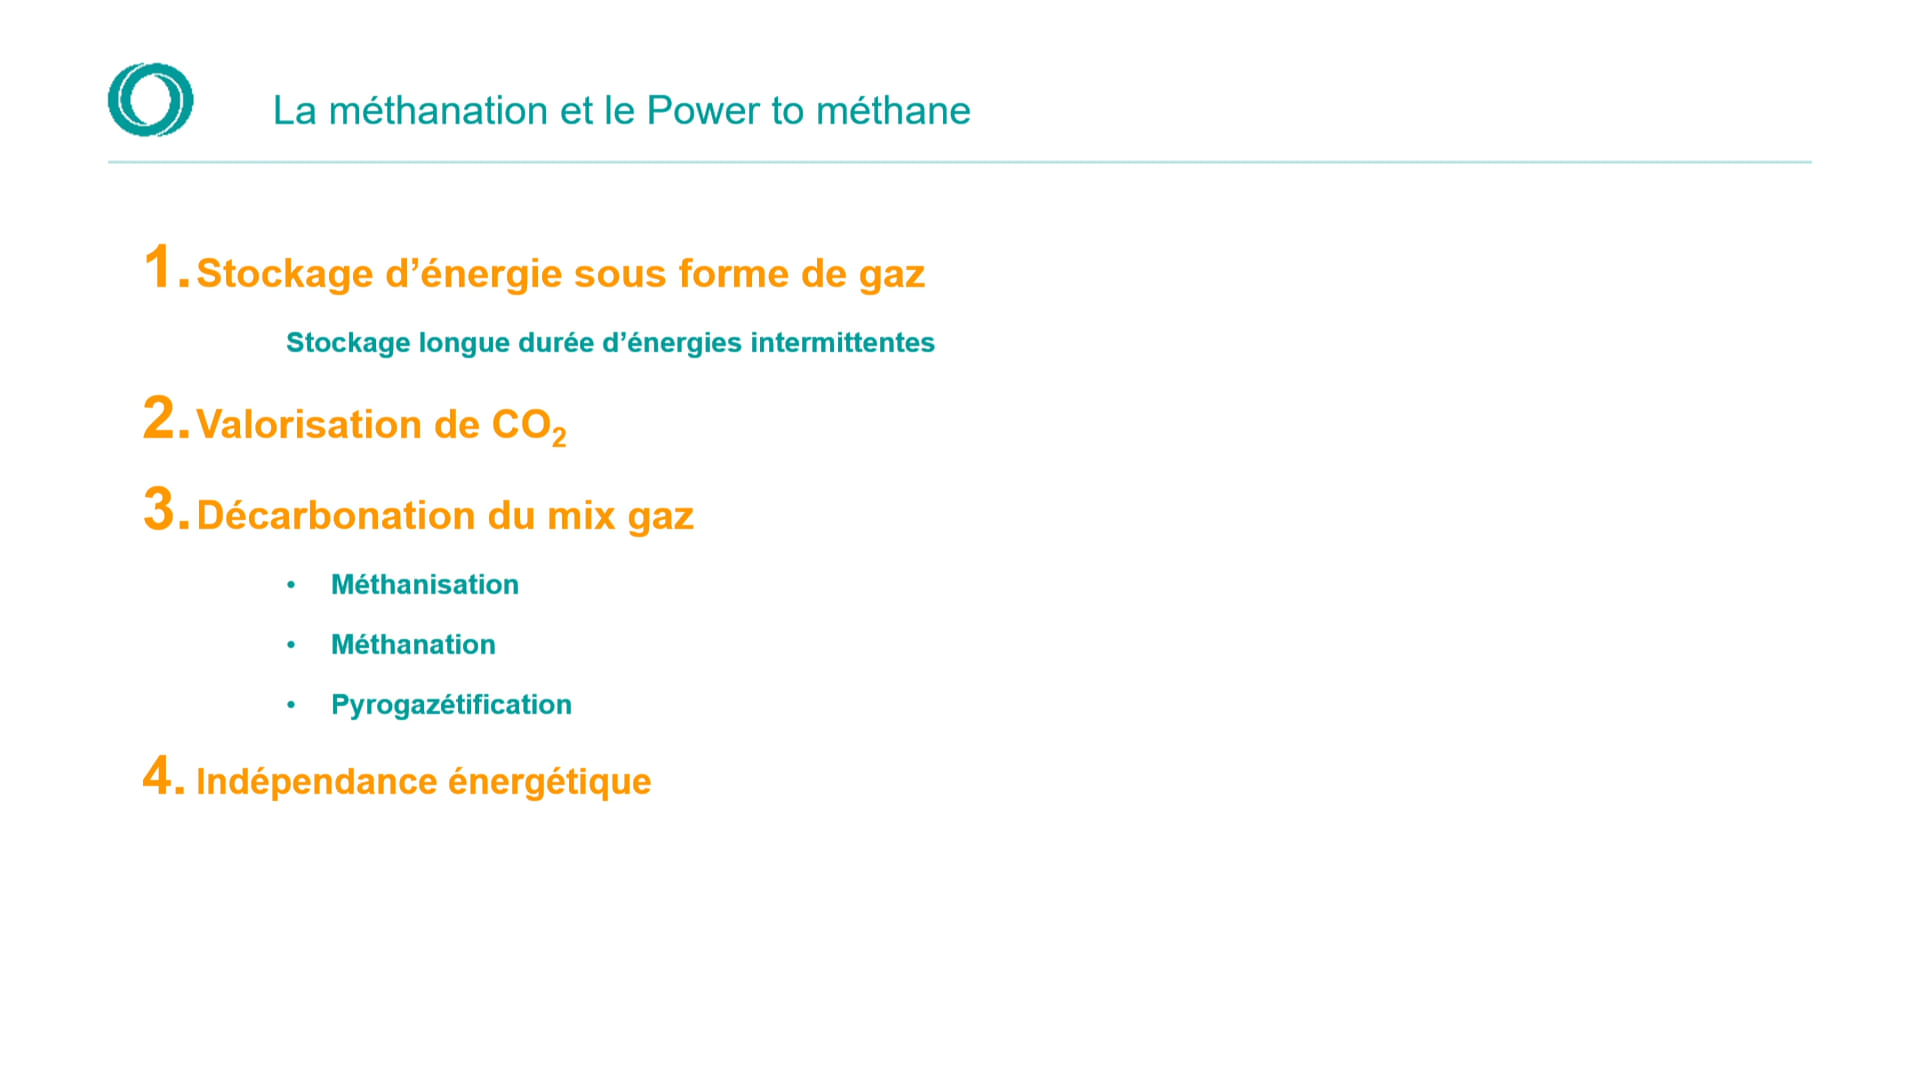 La méthanation et le Power to méthane
1. Stockage d’énergie sous forme de gaz
Stockage longue durée d’énergies intermittentes
2. Valorisation de CO₂
3. Décarbonation du mix gaz
• Méthanisation
• Méthanation
• Pyrogazétification
4. Indépendance énergétique